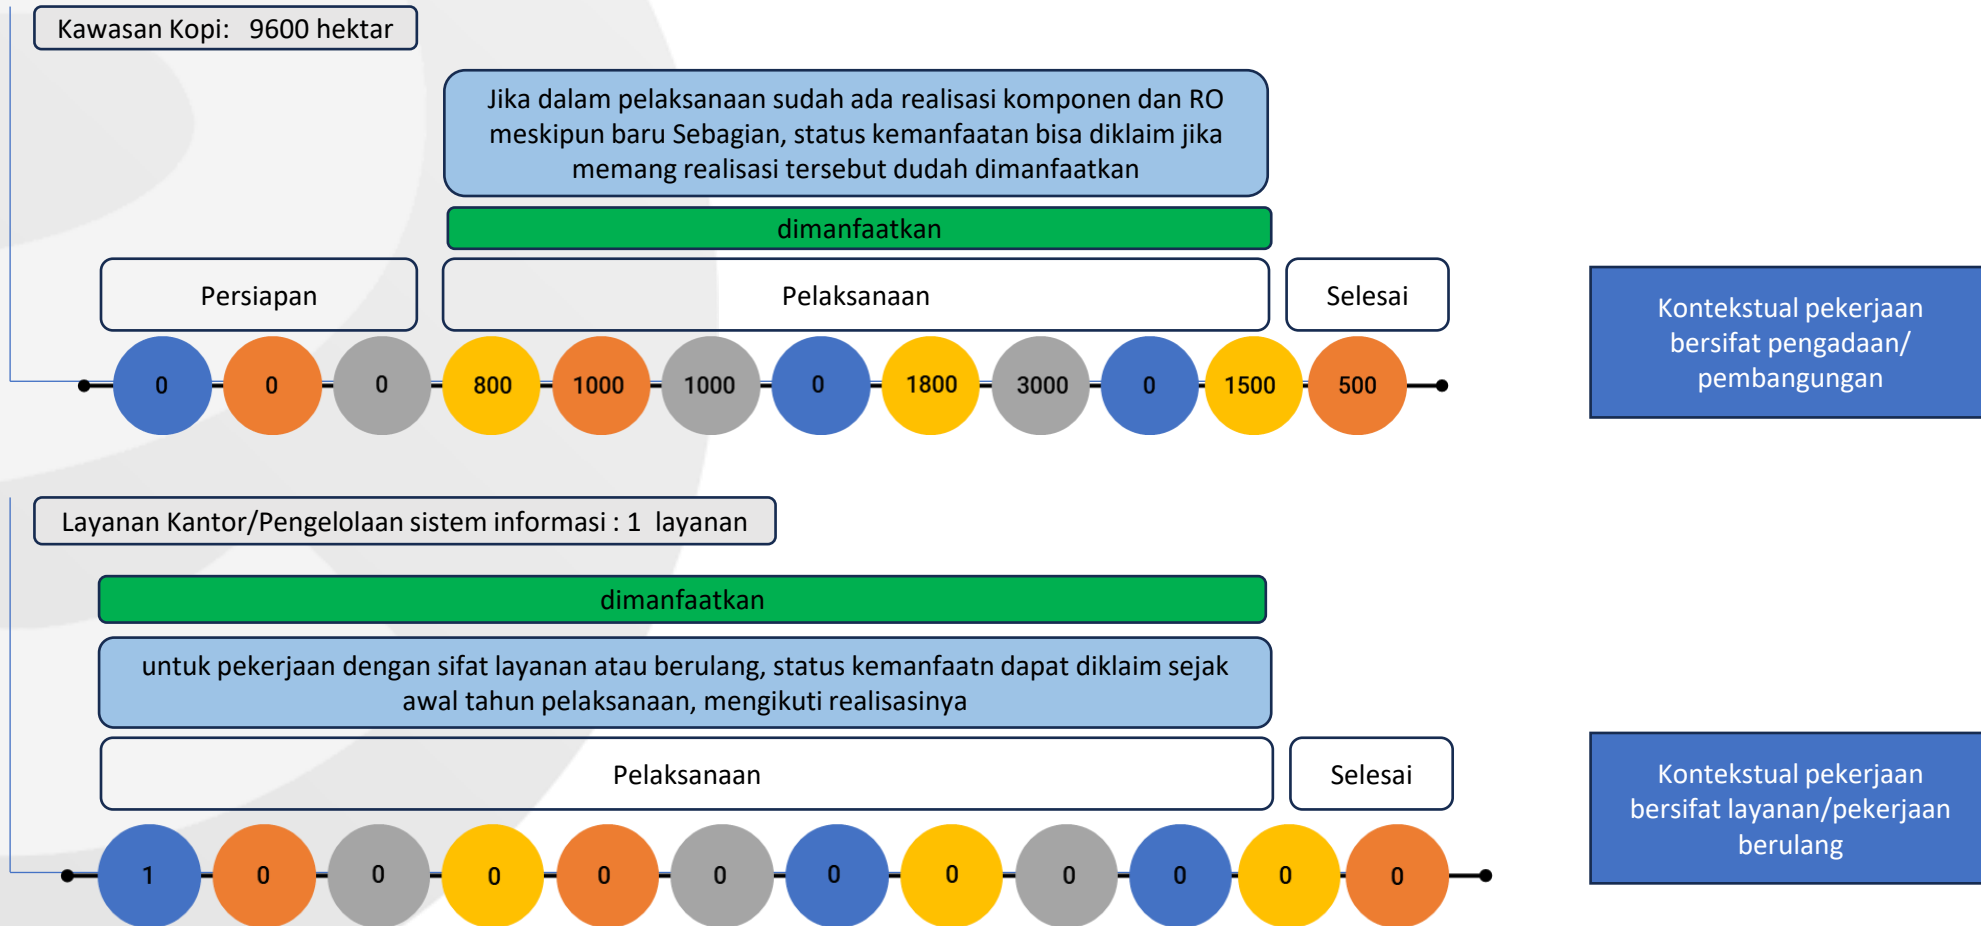 Kawasan Kopi: 9600 hektar
Jika dalam pelaksanaan sudah ada realisasi komponen dan RO
meskipun baru Sebagian, status kemanfaatan bisa diklaim jika
memang realisasi tersebut dudah dimanfaatkan
dimanfaatkan
Persiapan
Pelaksanaan
Selesai
0 0 0 800 1000 1000 0 1800 3000 0 1500 500
Kontekstual pekerjaan
bersifat pengadaan/
pembangungan
Layanan Kantor/Pengelolaan sistem informasi : 1 layanan
dimanfaatkan
untuk pekerjaan dengan sifat layanan atau berulang, status kemanfaatn dapat diklaim sejak
awal tahun pelaksanaan, mengikuti realisasinya
Pelaksanaan
Selesai
1 0 0 0 0 0 0 0 0 0 0 0
Kontekstual pekerjaan
bersifat layanan/pekerjaan
berulang